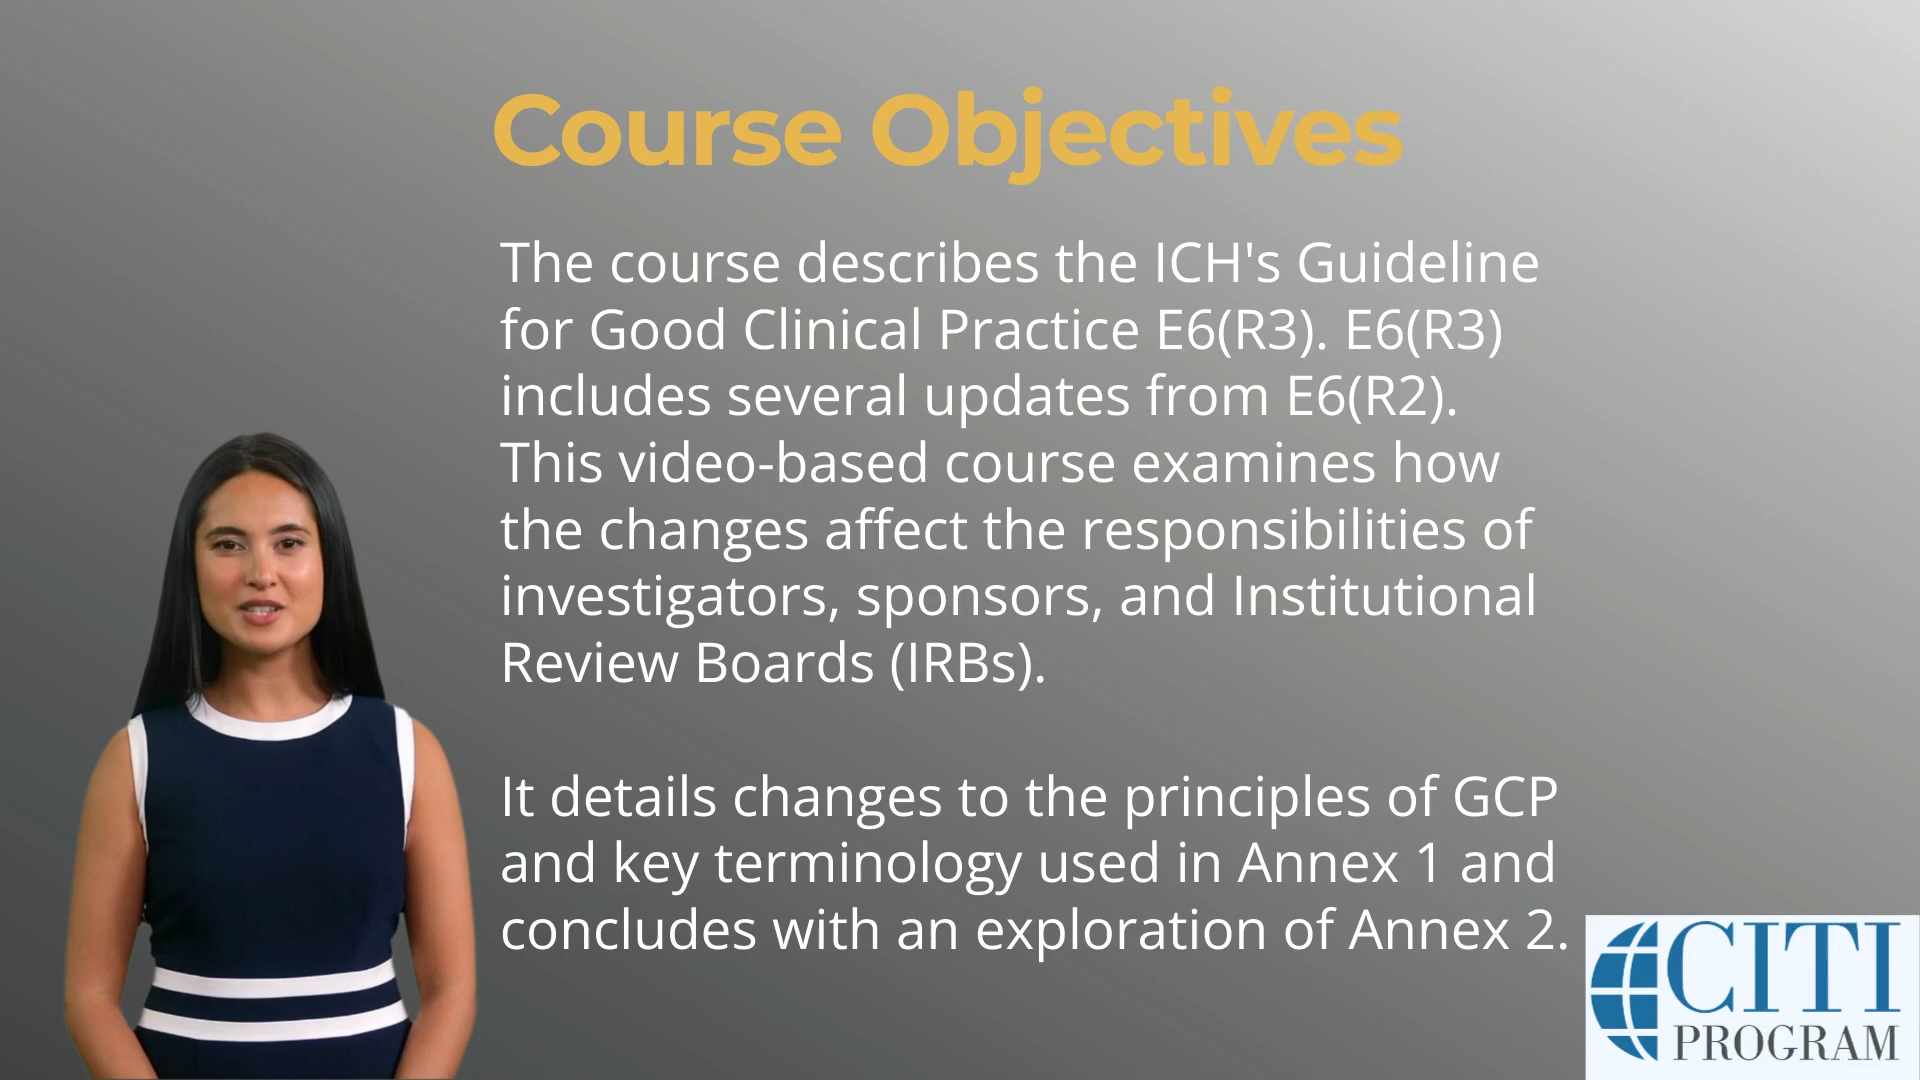 Course Objectives
The course describes the ICH's Guideline
for Good Clinical Practice E6(R3). E6(R3)
includes several updates from E6(R2).
This video-based course examines how
the changes affect the responsibilities of
investigators, sponsors, and Institutional
Review Boards (IRBs).
It details changes to the principles of GCP
and key terminology used in Annex 1 and
concludes with an exploration of Annex 2.
CITI
PROGRAM